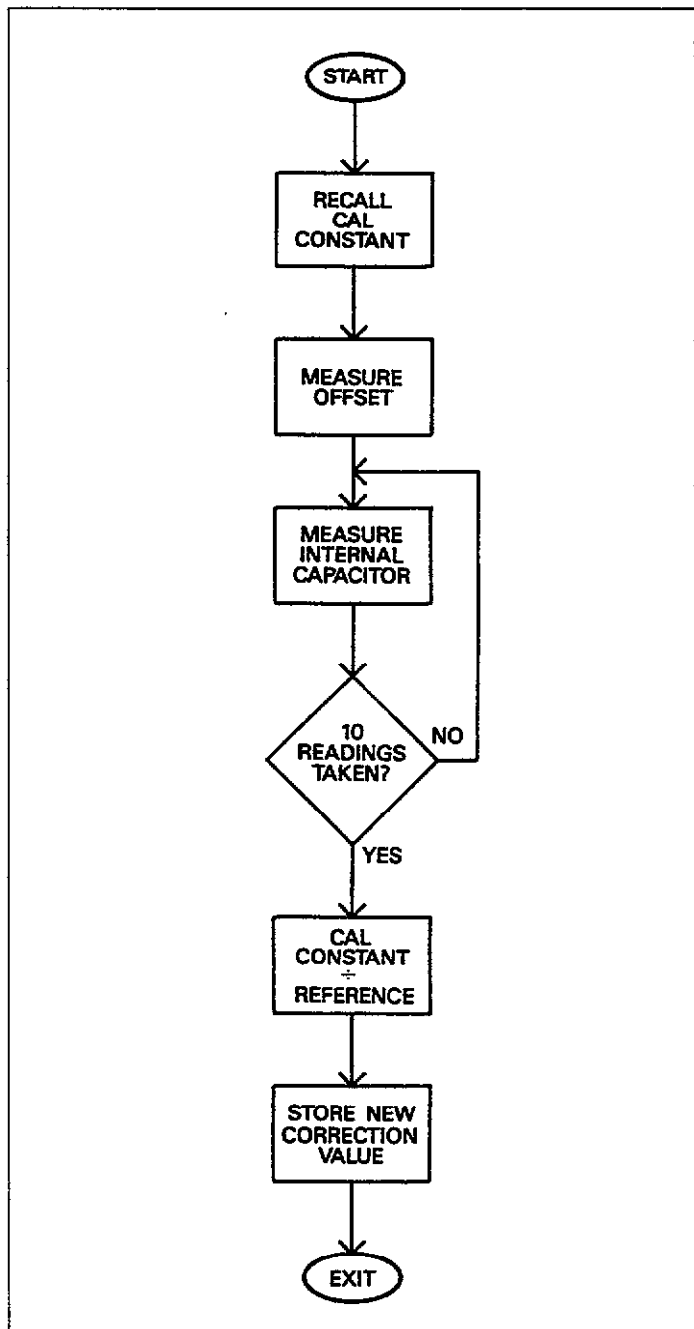 START
RECALL
CAL
CONSTANT
MEASURE
OFFSET
MEASURE
INTERNAL
CAPACITOR
10
READINGS
TAKEN?
NO
YES
CAL
CONSTANT
÷
REFERENCE
STORE NEW
CORRECTION
VALUE
EXIT